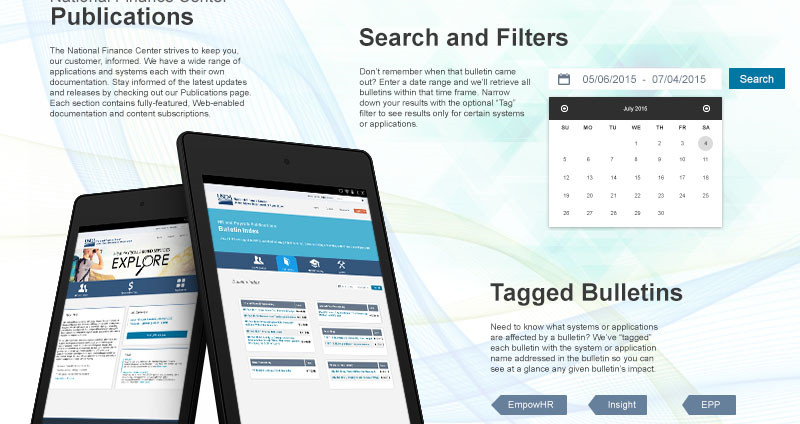 National Finance Center
Publications
The National Finance Center strives to keep you,
our customer, informed. We have a wide range of
applications and systems each with their own
documentation. Stay informed of the latest updates
and releases by checking out our Publications page.
Each section contains fully-featured, Web-enabled
documentation and content subscriptions.
Search and Filters
Don't remember when that bulletin came
out? Enter a date range and we'll retrieve all
bulletins within that time frame. Narrow
down your results with the optional "Tag"
filter to see results only for certain systems
or applications.
05/06/2015 - 07/04/2015
Search
July 2015
SU MO TU WE TH FR SA
1 2 3 4
5 6 7 8 9 10 11
12 13 14 15 16 17 18
19 20 21 22 23 24 25
26 27 28 29 30
USDA
EXPLORE
USDA
HR and Payroll Publications
Bulletin Index
Tagged Bulletins
Need to know what systems or applications
are affected by a bulletin? We've "tagged"
each bulletin with the system or application
name addressed in the bulletin so you can
see at a glance any given bulletin's impact.
EmpowHR
Insight
EPP